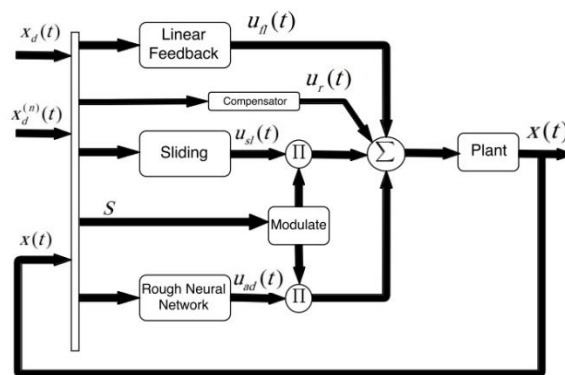 x_d(t)
Linear
Feedback
u_fl(t)
u_r(t)
Compensator
x_d^(n)(t)
Sliding
u_sl(t)
Π
Σ
Plant
x(t)
S
Modulate
x(t)
Rough Neural
Network
u_ad(t)
Π